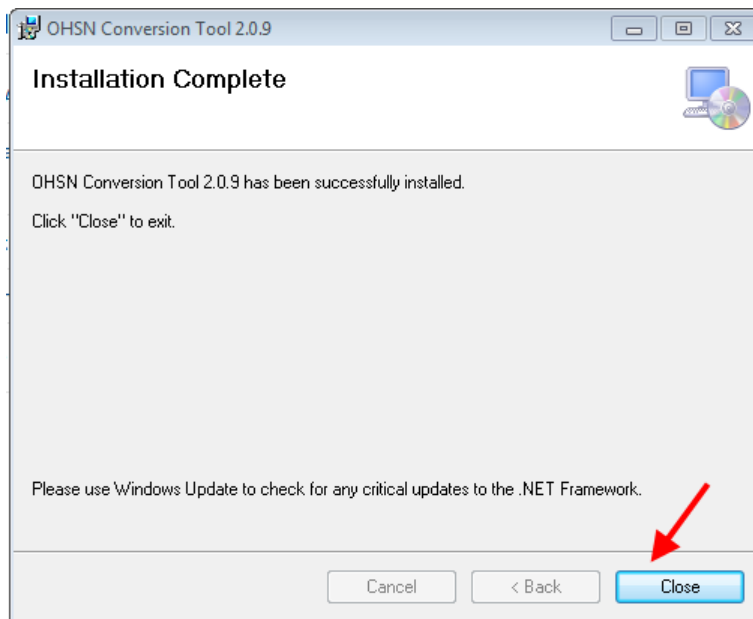 OHSN Conversion Tool 2.0.9
Installation Complete
OHSN Conversion Tool 2.0.9 has been successfully installed.
Click "Close" to exit.
Please use Windows Update to check for any critical updates to the .NET Framework.
Cancel < Back Close